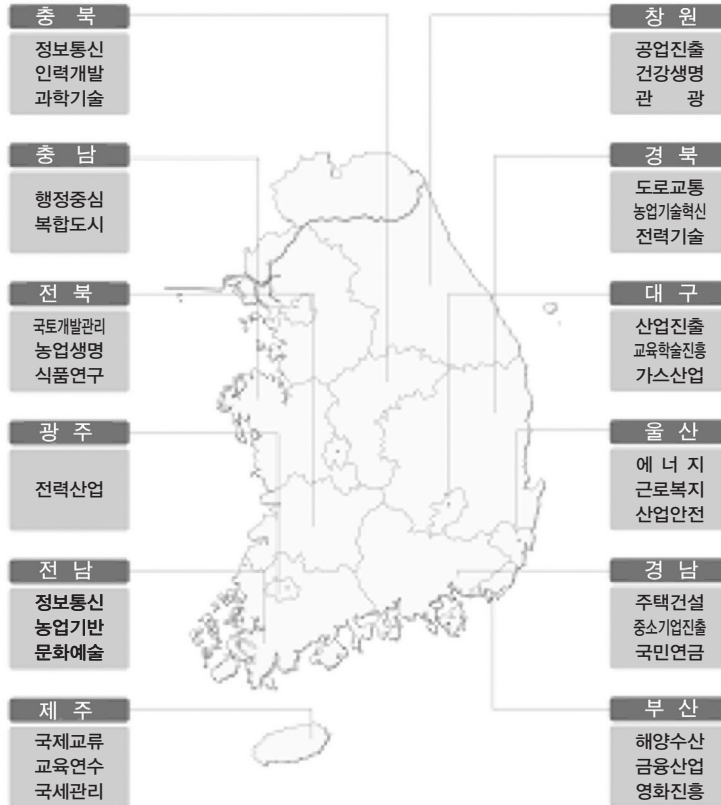 충 북
정보통신
인력개발
과학기술
충 남
행정중심
복합도시
전 북
국토개발관리
농업생명
식품연구
광 주
전력산업
전 남
정보통신
농업기반
문화예술
제 주
국제교류
교육연수
국세관리
창 원
공업진출
건강생명
관 광
경 북
도로교통
농업기술혁신
전력기술
대 구
산업진출
교육학술진흥
가스산업
울 산
에 너 지
근로복지
산업안전
경 남
주택건설
중소기업진출
국민연금
부 산
해양수산
금융산업
영화진흥